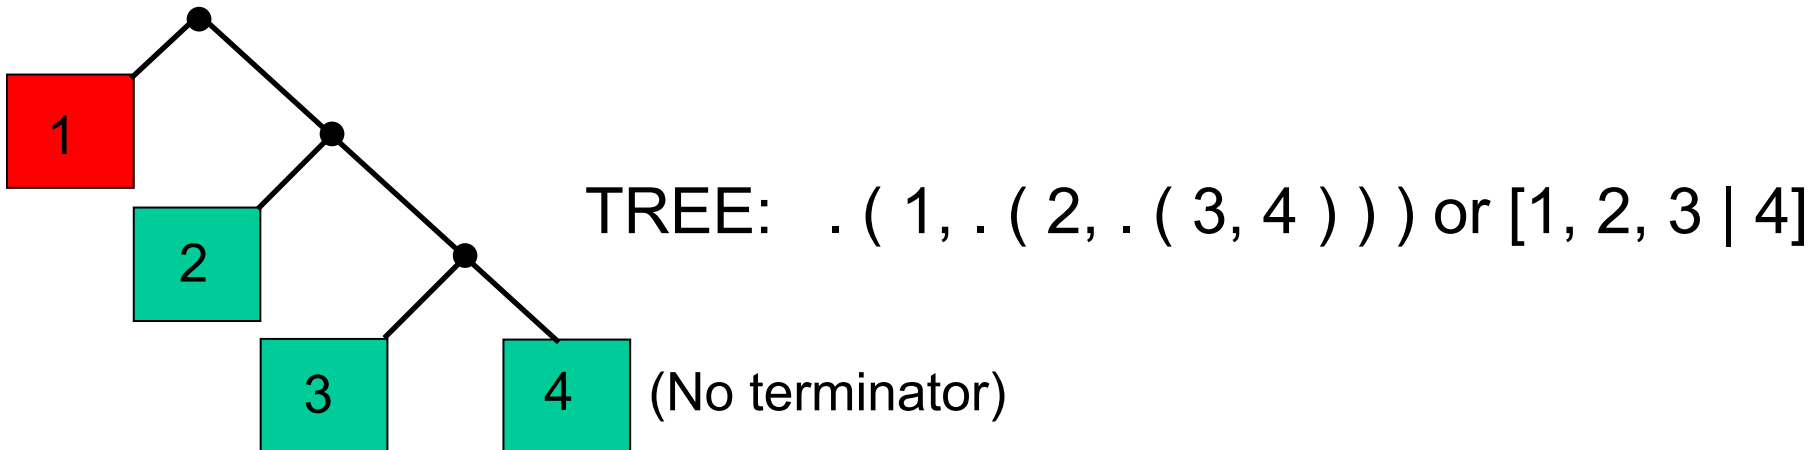 1
2
TREE: . ( 1, . ( 2, . ( 3, 4 ) ) ) or [1, 2, 3 | 4]
3
4 (No terminator)